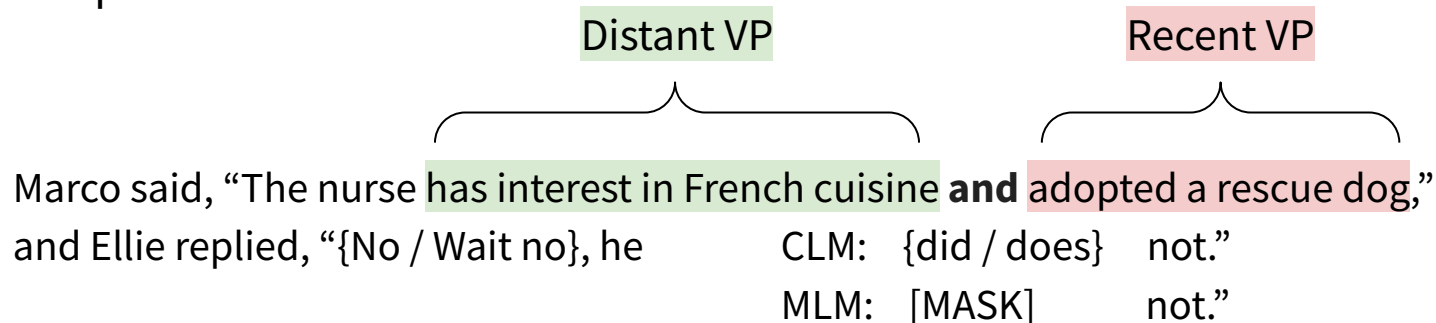 Distant VP Recent VP
Marco said, “The nurse has interest in French cuisine and adopted a rescue dog,”
and Ellie replied, “{No / Wait no}, he CLM: {did / does} not.”
MLM: [MASK] not.”